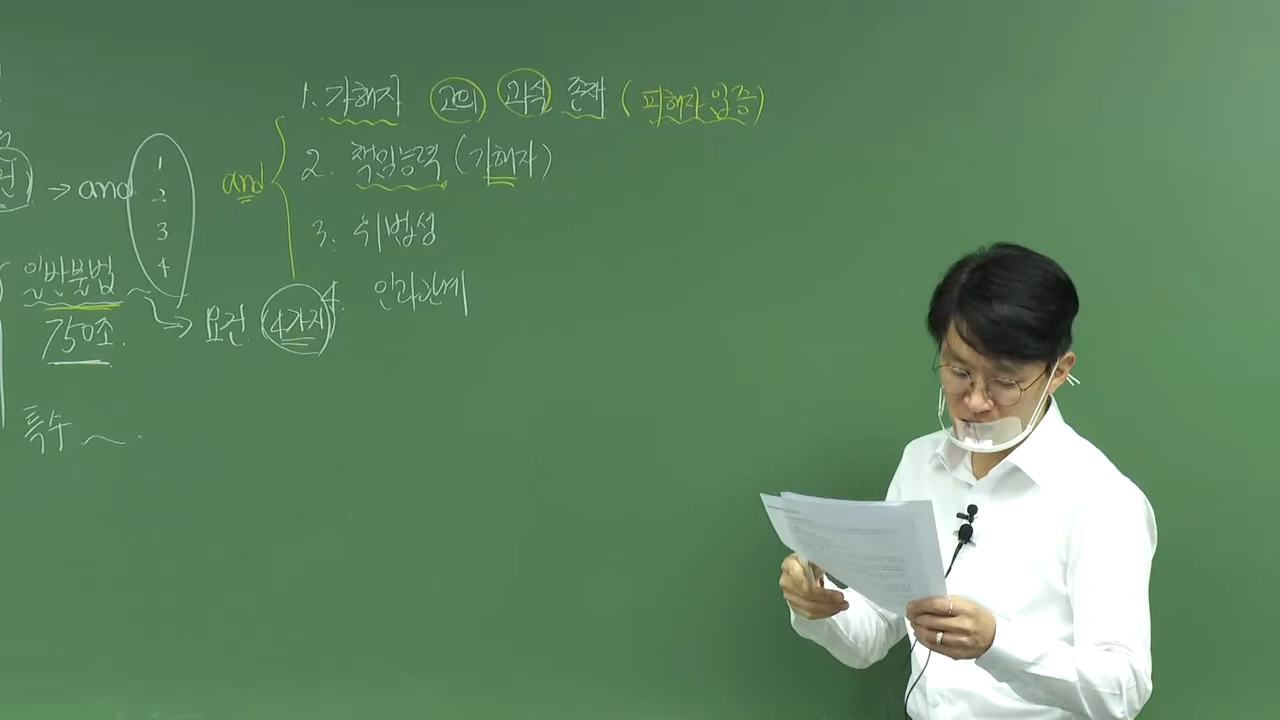 1. 가해자 고의 과실 존재 (피해자 입증)
and
2. 책임능력 (가해자)
3. 위법성
4. 인과관계
→ and
1
2
3
4
일반불법
750조.
→ 요건 4가지
특수 ~